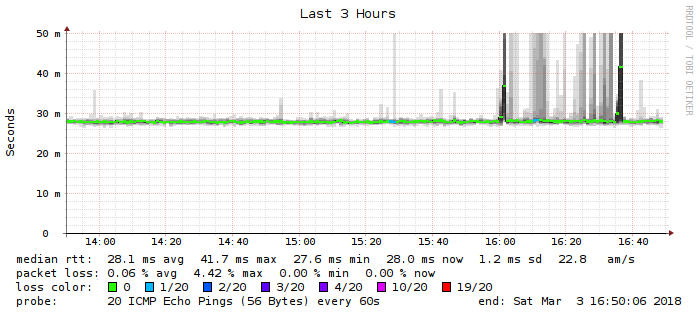 Last 3 Hours
RRDTOOL / TOBI OETIKER
Seconds
50 m
40 m
30 m
20 m
10 m
0
14:00 14:20 14:40 15:00 15:20 15:40 16:00 16:20 16:40
median rtt: 28.1 ms avg 41.7 ms max 27.6 ms min 28.0 ms now 1.2 ms sd 22.8 am/s
packet loss: 0.06 % avg 4.42 % max 0.00 % min 0.00 % now
loss color: 0 1/20 2/20 3/20 4/20 10/20 19/20
probe: 20 ICMP Echo Pings (56 Bytes) every 60s end: Sat Mar 3 16:50:06 2018